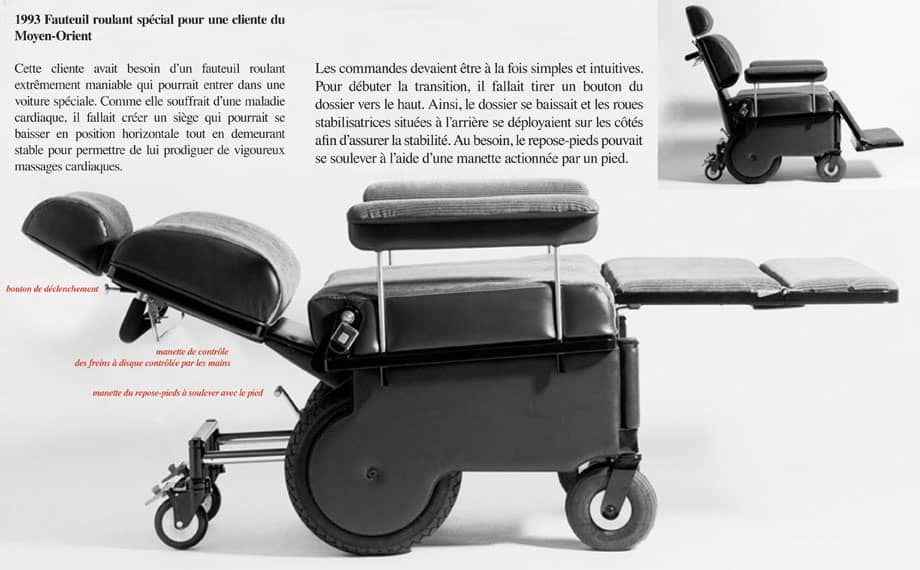 1993 Fauteuil roulant spécial pour une cliente du
Moyen-Orient
Cette cliente avait besoin d’un fauteuil roulant
extrêmement maniable qui pourrait entrer dans une
voiture spéciale. Comme elle souffrait d’une maladie
cardiaque, il fallait créer un siège qui pourrait se
baisser en position horizontale tout en demeurant
stable pour permettre de lui prodiguer de vigoureux
massages cardiaques.
Les commandes devaient être à la fois simples et intuitives.
Pour débuter la transition, il fallait tirer un bouton du
dossier vers le haut. Ainsi, le dossier se baissait et les roues
stabilisatrices situées à l’arrière se déployaient sur les côtés
afin d’assurer la stabilité. Au besoin, le repose-pieds pouvait
se soulever à l’aide d’une manette actionnée par un pied.
bouton de déclenchement
manette de contrôle
des freins à disque contrôlée par les mains
manette du repose-pieds à soulever avec le pied